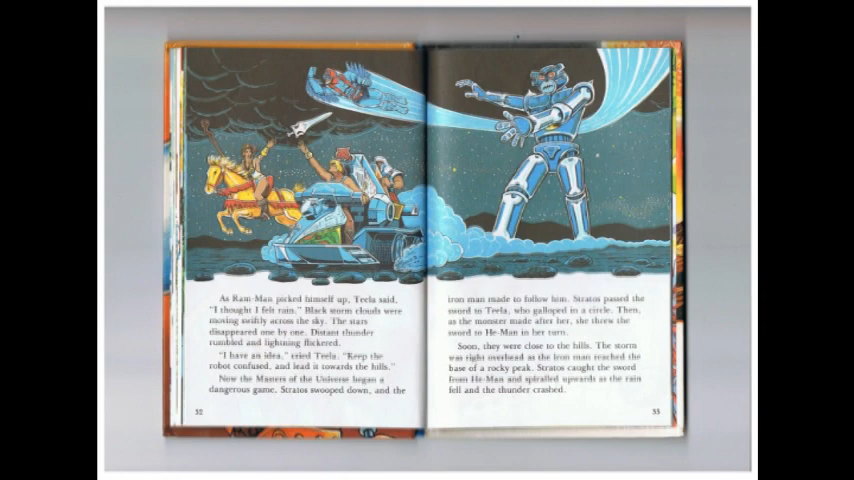 As Ram-Man picked himself up, Teela said,
"I thought I felt rain." Black storm clouds were
moving swiftly across the sky. The stars
disappeared one by one. Distant thunder
rumbled and lightning flickered.
"I have an idea," cried Teela. "Keep the
robot confused, and lead it towards the hills."
Now the Masters of the Universe began a
dangerous game. Stratos swooped down, and the
32
iron man made to follow him. Stratos passed the
sword to Teela, who galloped in a circle. Then,
as the monster made after her, she threw the
sword to He-Man in her turn.
Soon, they were close to the hills. The storm
was right overhead as the iron man reached the
base of a rocky peak. Stratos caught the sword
from He-Man and spiralled upwards as the rain
fell and the thunder crashed.
33